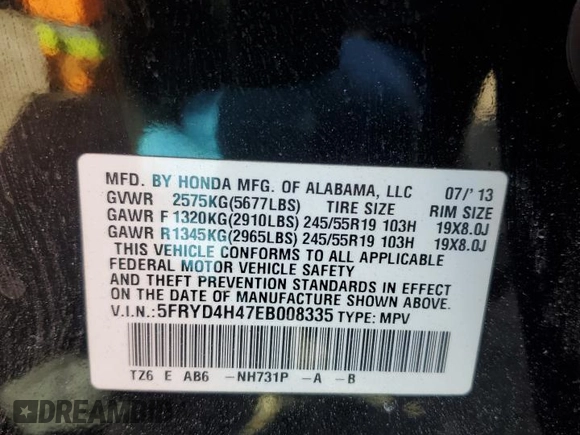 MFD. BY HONDA MFG. OF ALABAMA, LLC 07/'13
GVWR 2575KG(5677LBS) TIRE SIZE RIM SIZE
GAWR F 1320KG(2910LBS) 245/55R19 103H 19X8.0J
GAWR R1345KG(2965LBS) 245/55R19 103H 19X8.0J
THIS VEHICLE CONFORMS TO ALL APPLICABLE
FEDERAL MOTOR VEHICLE SAFETY
AND THEFT PREVENTION STANDARDS IN EFFECT
ON THE DATE OF MANUFACTURE SHOWN ABOVE.
V.I.N.:5FRYD4H47EB008335 TYPE: MPV
TZ6 E AB6 -NH731P -A -B
DREAMBID